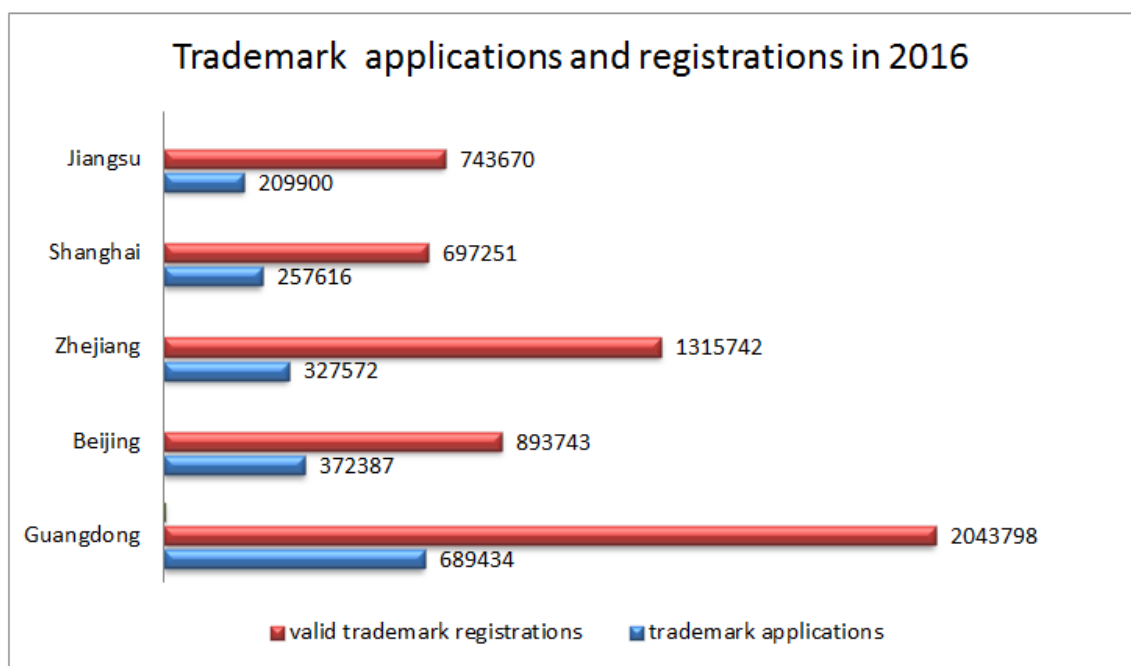 Trademark applications and registrations in 2016
Jiangsu
743670
209900
Shanghai
697251
257616
Zhejiang
1315742
327572
Beijing
893743
372387
Guangdong
2043798
689434
valid trademark registrations
trademark applications